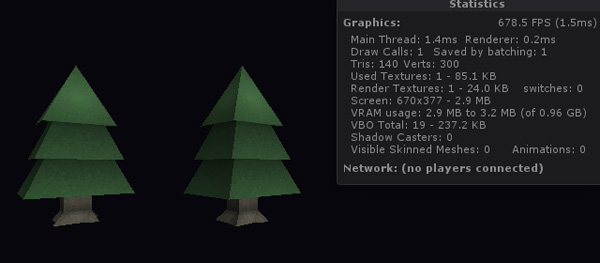 Statistics
Graphics: 678.5 FPS (1.5ms)
Main Thread: 1.4ms Renderer: 0.2ms
Draw Calls: 1 Saved by batching: 1
Tris: 140 Verts: 300
Used Textures: 1 - 85.1 KB
Render Textures: 1 - 24.0 KB switches: 0
Screen: 670x377 - 2.9 MB
VRAM usage: 2.9 MB to 3.2 MB (of 0.96 GB)
VBO Total: 19 - 237.2 KB
Shadow Casters: 0
Visible Skinned Meshes: 0 Animations: 0
Network: (no players connected)